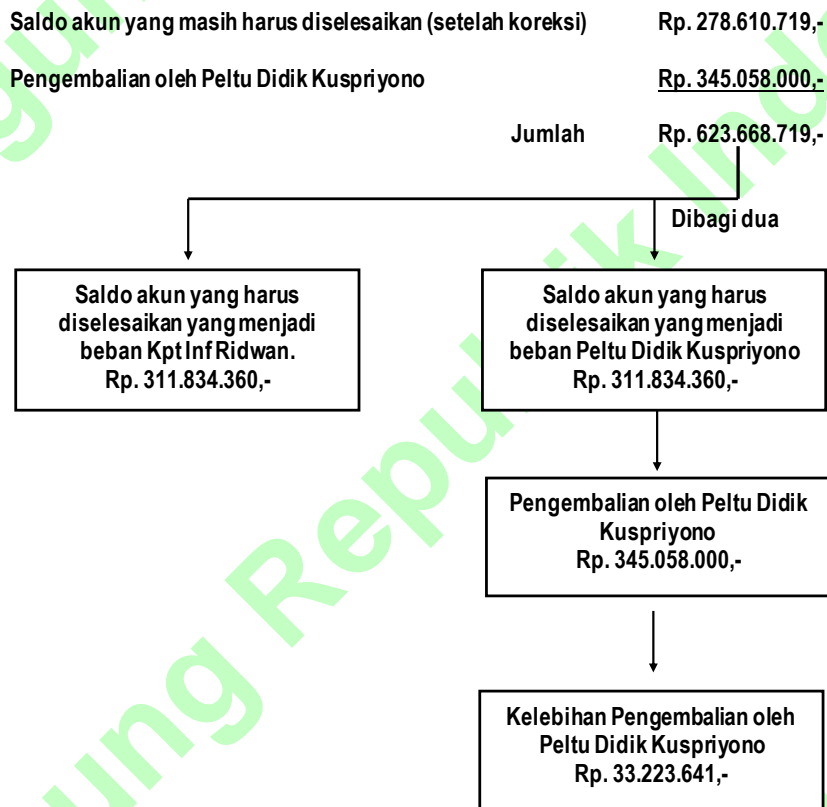 Saldo akun yang masih harus diselesaikan (setelah koreksi) Rp. 278.610.719,-
Pengembalian oleh Peltu Didik Kuspriyono Rp. 345.058.000,-
Jumlah Rp. 623.668.719,-
Dibagi dua
Saldo akun yang harus
diselesaikan yang menjadi
beban Kpt Inf Ridwan.
Rp. 311.834.360,-
Saldo akun yang harus
diselesaikan yang menjadi
beban Peltu Didik Kuspriyono
Rp. 311.834.360,-
Pengembalian oleh Peltu Didik
Kuspriyono
Rp. 345.058.000,-
Kelebihan Pengembalian oleh
Peltu Didik Kuspriyono
Rp. 33.223.641,-